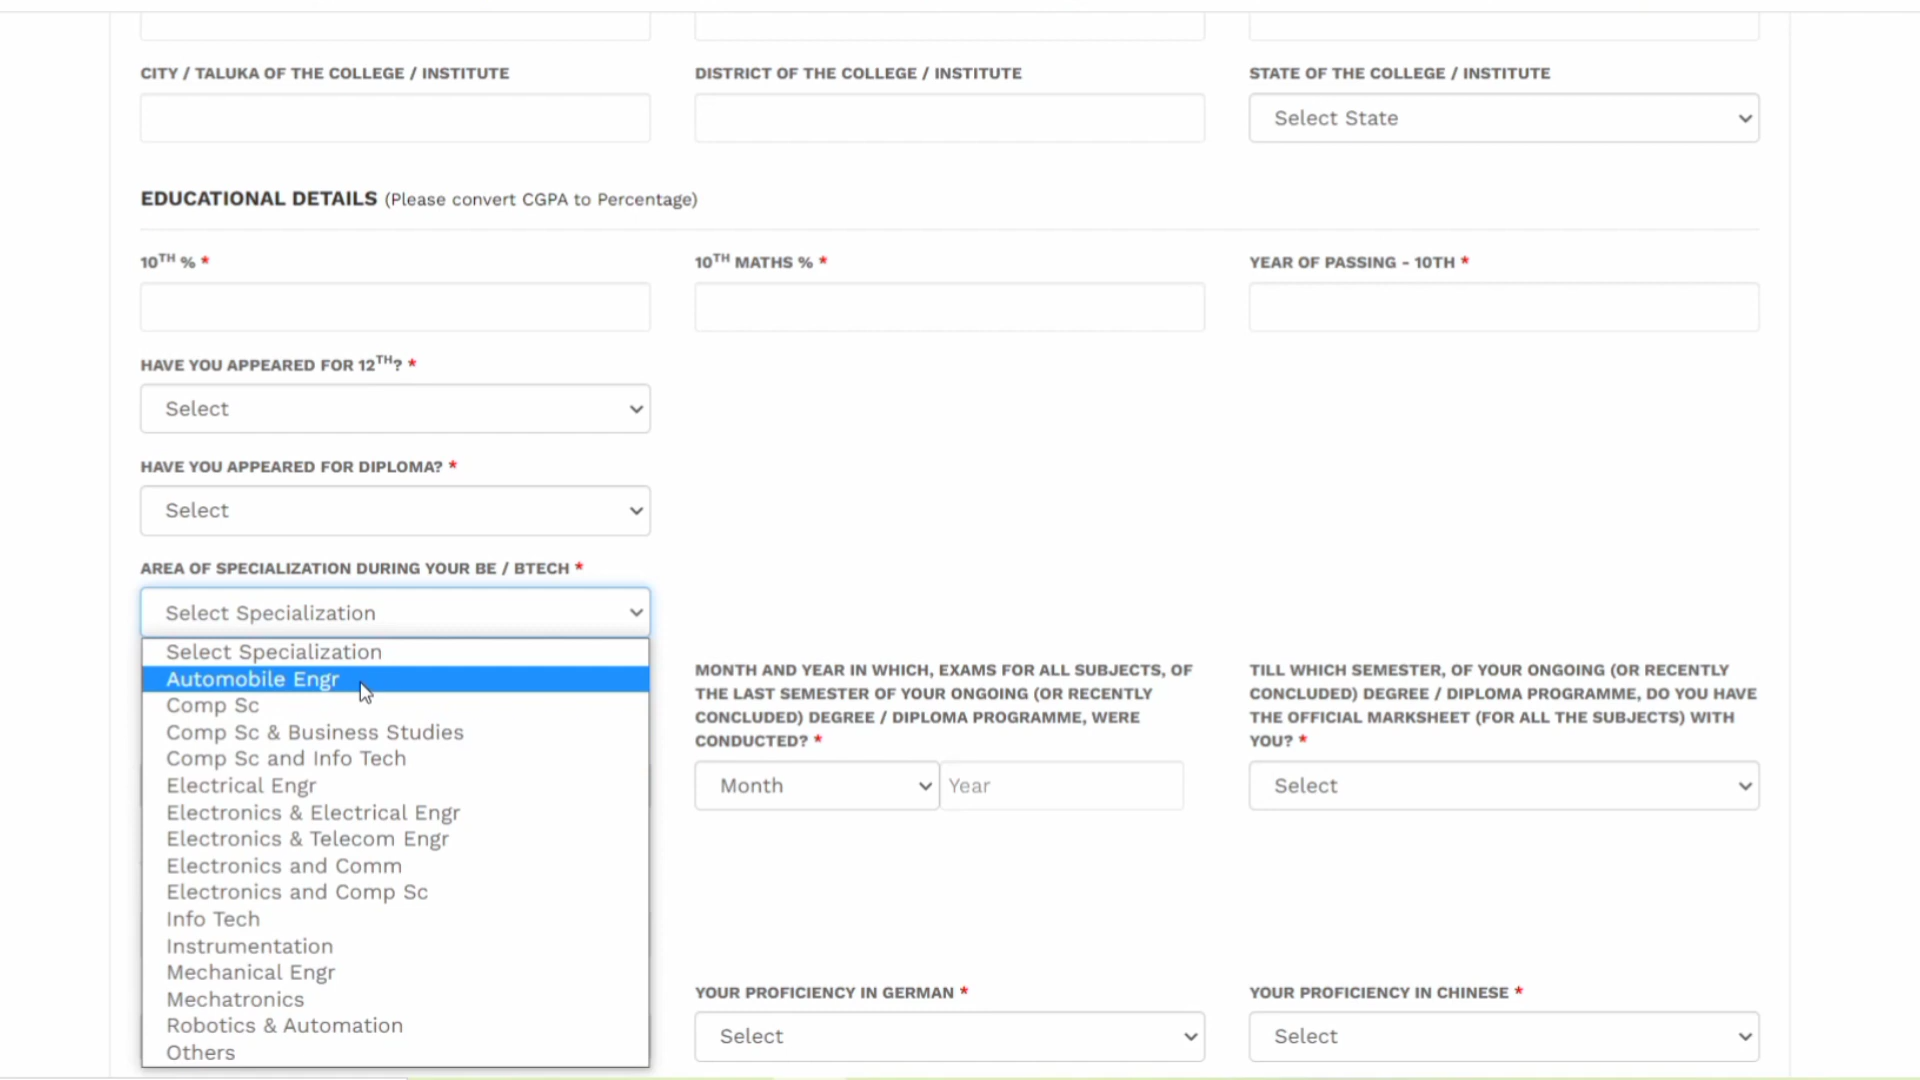 CITY / TALUKA OF THE COLLEGE / INSTITUTE
DISTRICT OF THE COLLEGE / INSTITUTE
STATE OF THE COLLEGE / INSTITUTE
Select State
EDUCATIONAL DETAILS (Please convert CGPA to Percentage)
10TH % *
10TH MATHS % *
YEAR OF PASSING - 10TH *
HAVE YOU APPEARED FOR 12TH? *
Select
HAVE YOU APPEARED FOR DIPLOMA? *
Select
AREA OF SPECIALIZATION DURING YOUR BE / BTECH *
Select Specialization
Select Specialization
Automobile Engr
Comp Sc
Comp Sc & Business Studies
Comp Sc and Info Tech
Electrical Engr
Electronics & Electrical Engr
Electronics & Telecom Engr
Electronics and Comm
Electronics and Comp Sc
Info Tech
Instrumentation
Mechanical Engr
Mechatronics
Robotics & Automation
Others
MONTH AND YEAR IN WHICH, EXAMS FOR ALL SUBJECTS, OF
THE LAST SEMESTER OF YOUR ONGOING (OR RECENTLY
CONCLUDED) DEGREE / DIPLOMA PROGRAMME, WERE
CONDUCTED? *
Month
Year
TILL WHICH SEMESTER, OF YOUR ONGOING (OR RECENTLY
CONCLUDED) DEGREE / DIPLOMA PROGRAMME, DO YOU HAVE
THE OFFICIAL MARKSHEET (FOR ALL THE SUBJECTS) WITH
YOU? *
Select
YOUR PROFICIENCY IN GERMAN *
Select
YOUR PROFICIENCY IN CHINESE *
Select